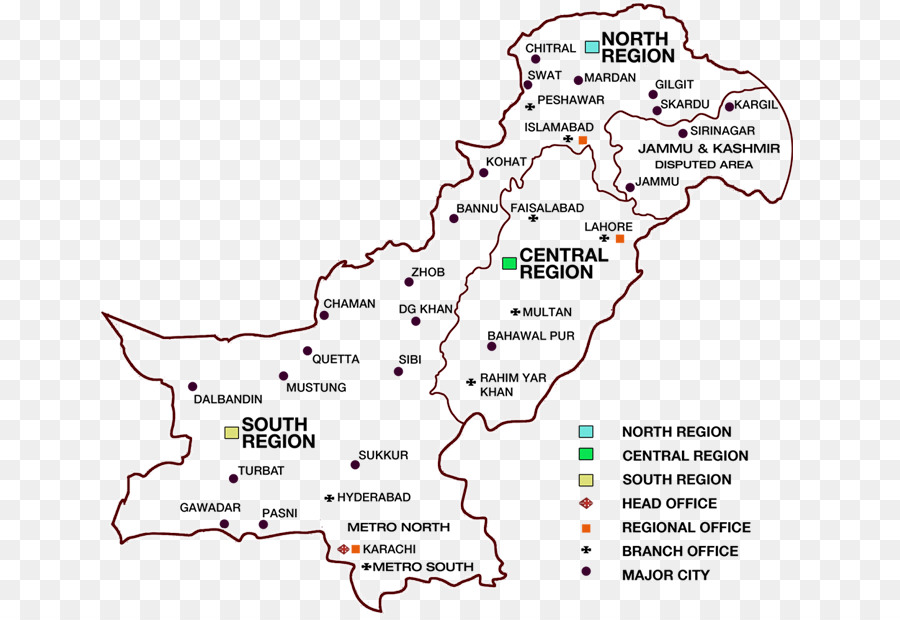 NORTH
REGION
CHITRAL
SWAT
MARDAN
GILGIT
PESHAWAR
SKARDU
KARGIL
ISLAMABAD
SIRINAGAR
JAMMU & KASHMIR
DISPUTED AREA
KOHAT
JAMMU
BANNU
FAISALABAD
LAHORE
CENTRAL
REGION
ZHOB
CHAMAN
DG KHAN
MULTAN
BAHAWAL PUR
QUETTA
SIBI
MUSTUNG
RAHIM YAR
KHAN
DALBANDIN
SOUTH
REGION
SUKKUR
TURBAT
HYDERABAD
GAWADAR
PASNI
METRO NORTH
KARACHI
METRO SOUTH
NORTH REGION
CENTRAL REGION
SOUTH REGION
HEAD OFFICE
REGIONAL OFFICE
BRANCH OFFICE
MAJOR CITY